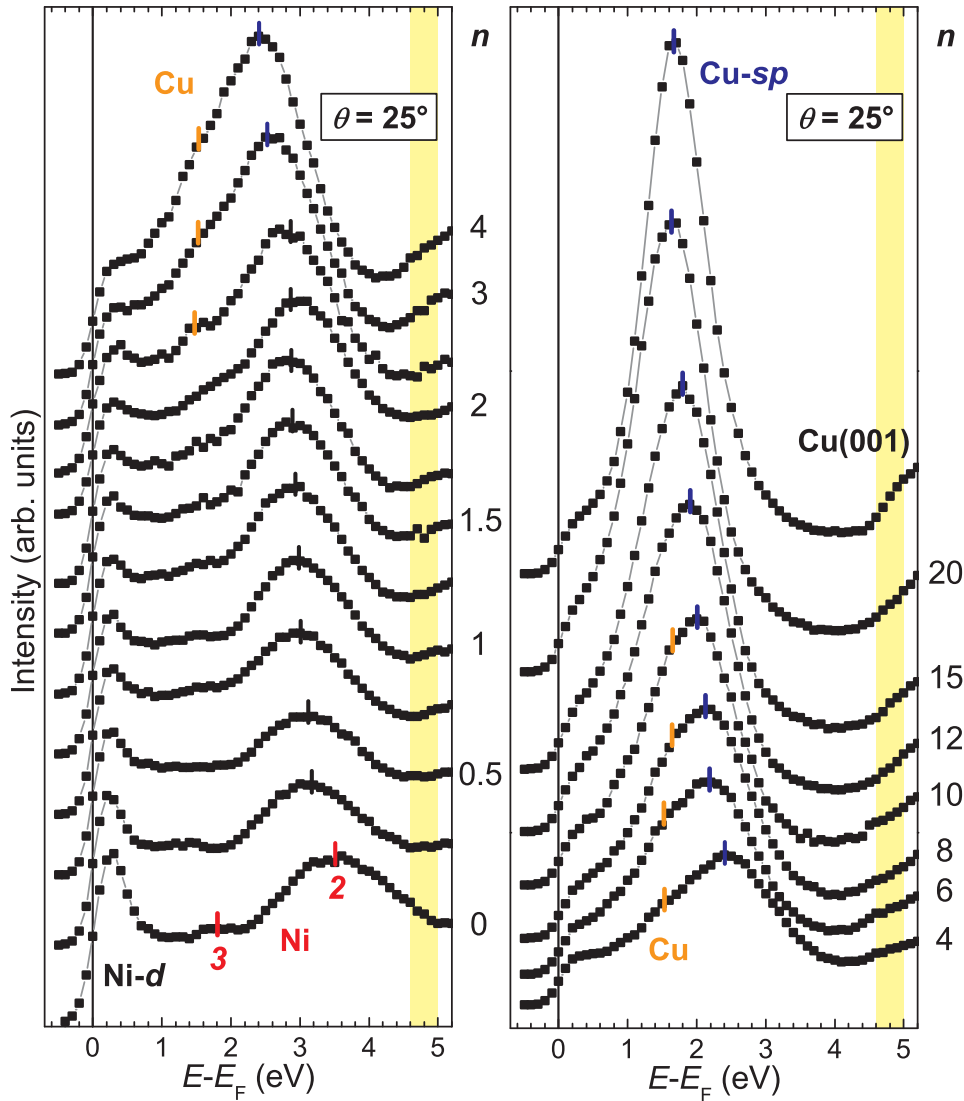 n
Cu
θ = 25°
4
3
2
1.5
1
0.5
0
2
3
Ni
Ni-d
Intensity (arb. units)
0 1 2 3 4 5
E-EF (eV)
n
Cu-sp
θ = 25°
Cu(001)
20
15
12
10
8
6
4
Cu
0 1 2 3 4 5
E-EF (eV)